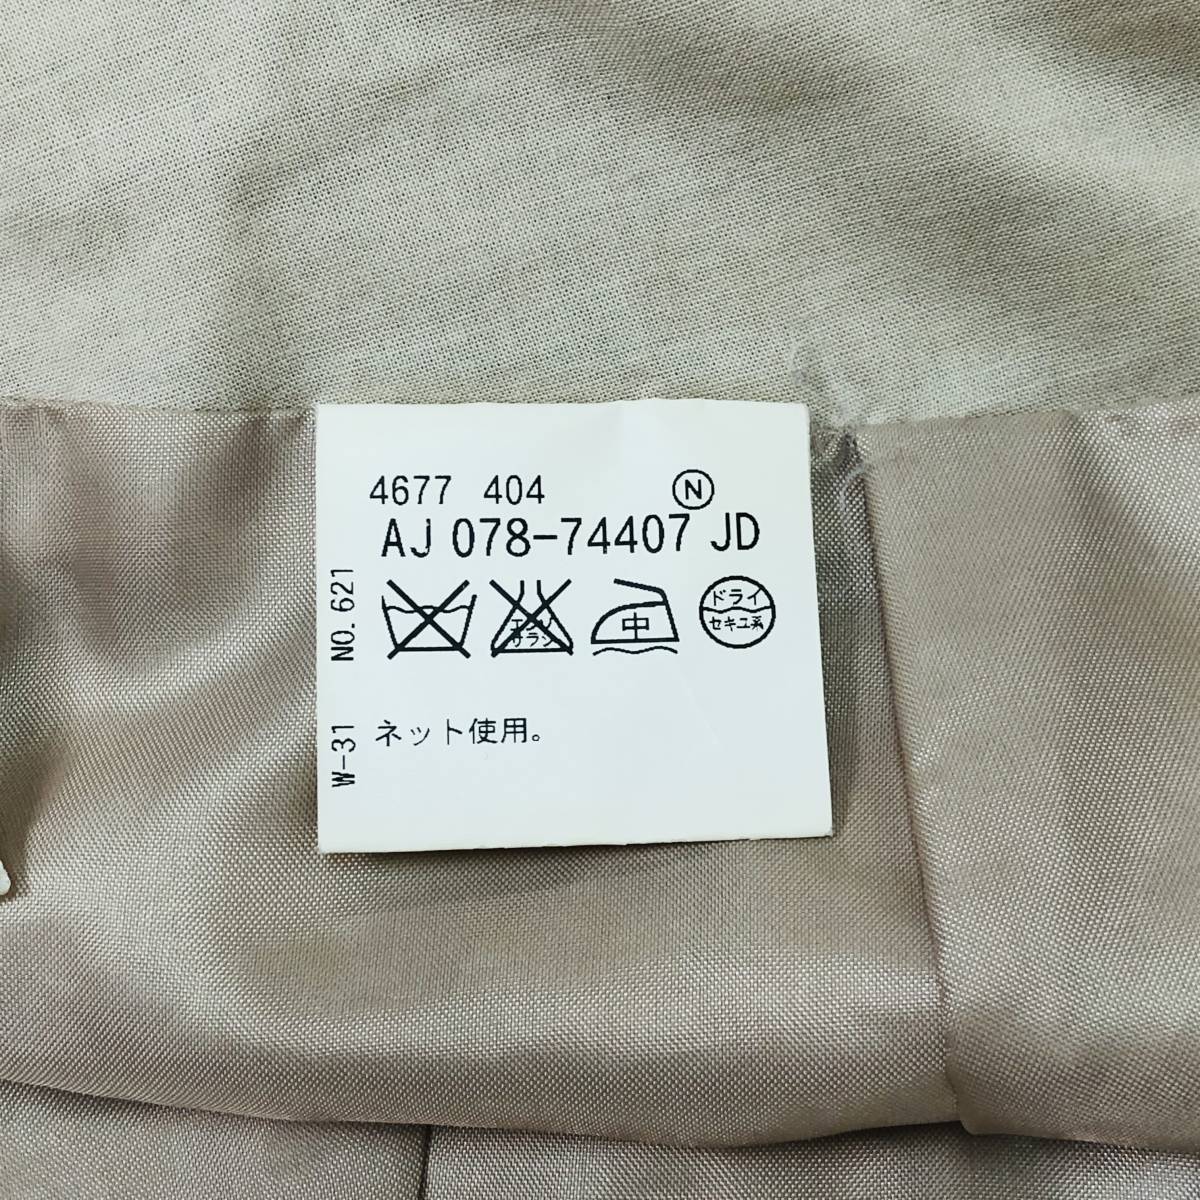 4677 404 Ⓝ
AJ 078-74407 JD
エンソ
サラシ
中
ドライ
セキユ系
ネット使用。
NO. 621
W-31